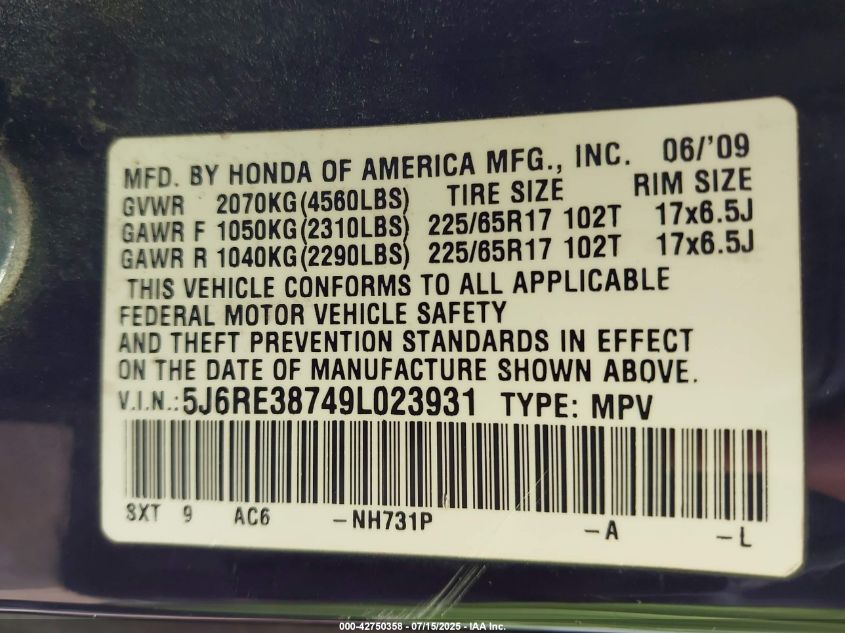 MFD. BY HONDA OF AMERICA MFG., INC. 06/'09
GVWR 2070KG(4560LBS) TIRE SIZE RIM SIZE
GAWR F 1050KG(2310LBS) 225/65R17 102T 17x6.5J
GAWR R 1040KG(2290LBS) 225/65R17 102T 17x6.5J
THIS VEHICLE CONFORMS TO ALL APPLICABLE
FEDERAL MOTOR VEHICLE SAFETY
AND THEFT PREVENTION STANDARDS IN EFFECT
ON THE DATE OF MANUFACTURE SHOWN ABOVE.
V.I.N.:5J6RE38749L023931 TYPE: MPV
SXT 9 AC6 -NH731P -A -L
000-42750358 - 07/15/2025 - IAA Inc.